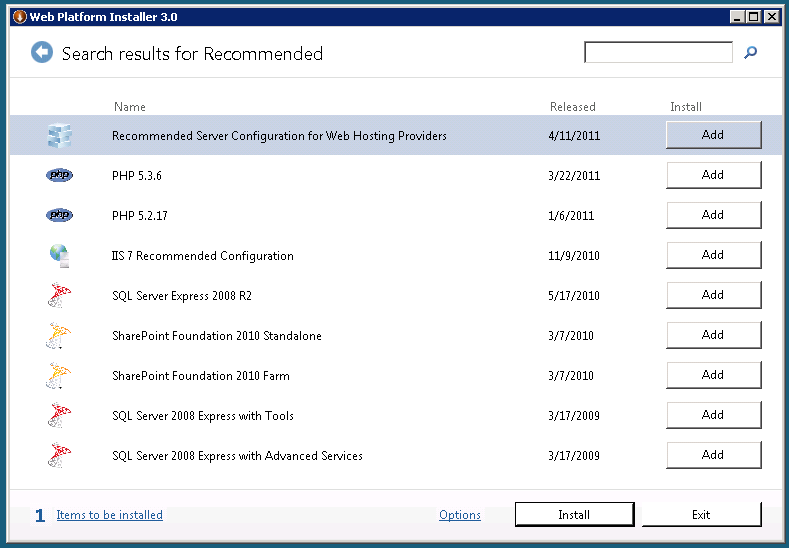 Web Platform Installer 3.0
Search results for Recommended
Name Released Install
Recommended Server Configuration for Web Hosting Providers 4/11/2011 Add
php PHP 5.3.6 3/22/2011 Add
php PHP 5.2.17 1/6/2011 Add
IIS 7 Recommended Configuration 11/9/2010 Add
SQL Server Express 2008 R2 5/17/2010 Add
SharePoint Foundation 2010 Standalone 3/7/2010 Add
SharePoint Foundation 2010 Farm 3/7/2010 Add
SQL Server 2008 Express with Tools 3/17/2009 Add
SQL Server 2008 Express with Advanced Services 3/17/2009 Add
1 Items to be installed Options Install Exit